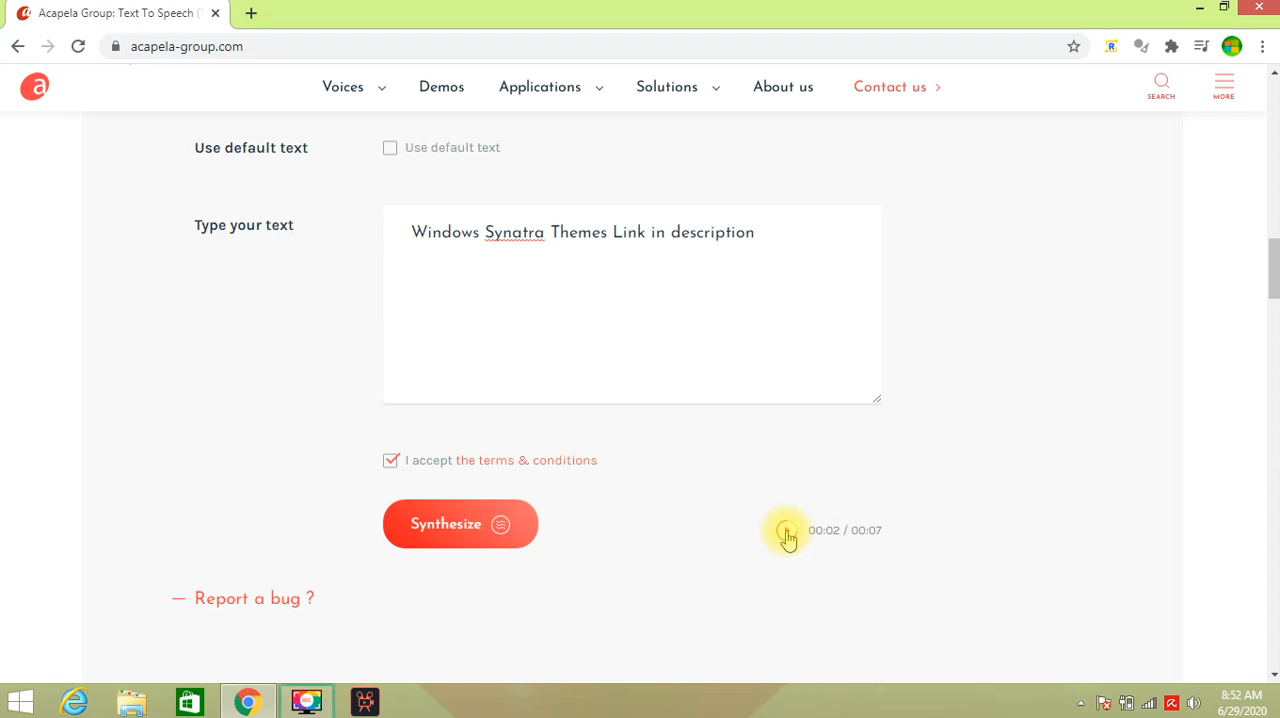 Acapela Group: Text To Speech (
acapela-group.com
Voices
Demos
Applications
Solutions
About us
Contact us
SEARCH
MORE
Use default text
Use default text
Type your text
Windows Synatra Themes Link in description
I accept the terms & conditions
Synthesize
00:02 / 00:07
Report a bug ?
8:52 AM
6/29/2020